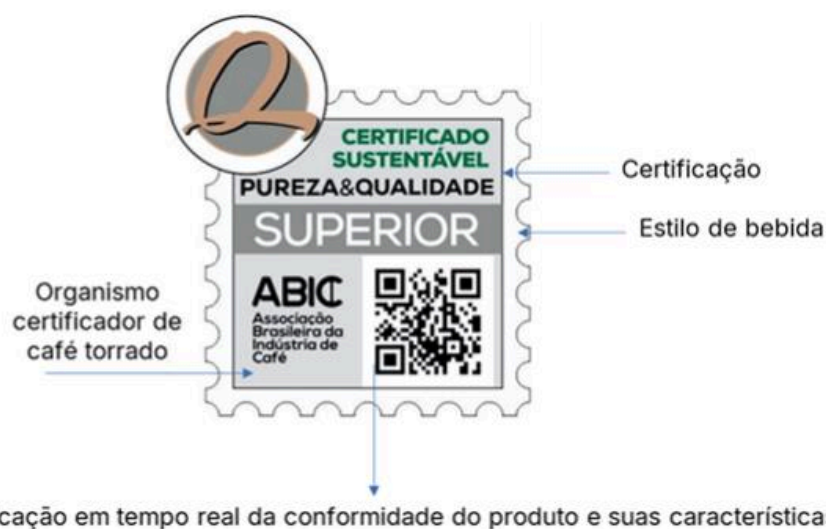 Q
CERTIFICADO
SUSTENTÁVEL
PUREZA&QUALIDADE
SUPERIOR
ABIC
Associação
Brasileira da
Indústria de
Café
Certificação
Estilo de bebida
Organismo
certificador de
café torrado
cação em tempo real da conformidade do produto e suas característica